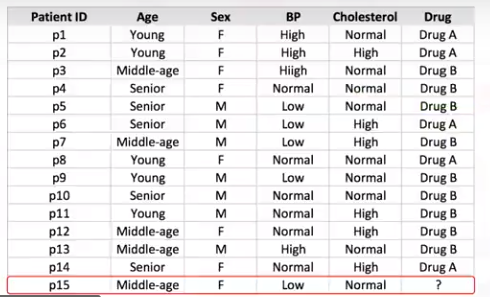 Patient ID Age Sex BP Cholesterol Drug
p1 Young F High Normal Drug A
p2 Young F High High Drug A
p3 Middle-age F Hiigh Normal Drug B
p4 Senior F Normal Normal Drug B
p5 Senior M Low Normal Drug B
p6 Senior M Low High Drug A
p7 Middle-age M Low High Drug B
p8 Young F Normal Normal Drug A
p9 Young M Low Normal Drug B
p10 Senior M Normal Normal Drug B
p11 Young M Normal High Drug B
p12 Middle-age F Normal High Drug B
p13 Middle-age M High Normal Drug B
p14 Senior F Normal High Drug A
p15 Middle-age F Low Normal ?